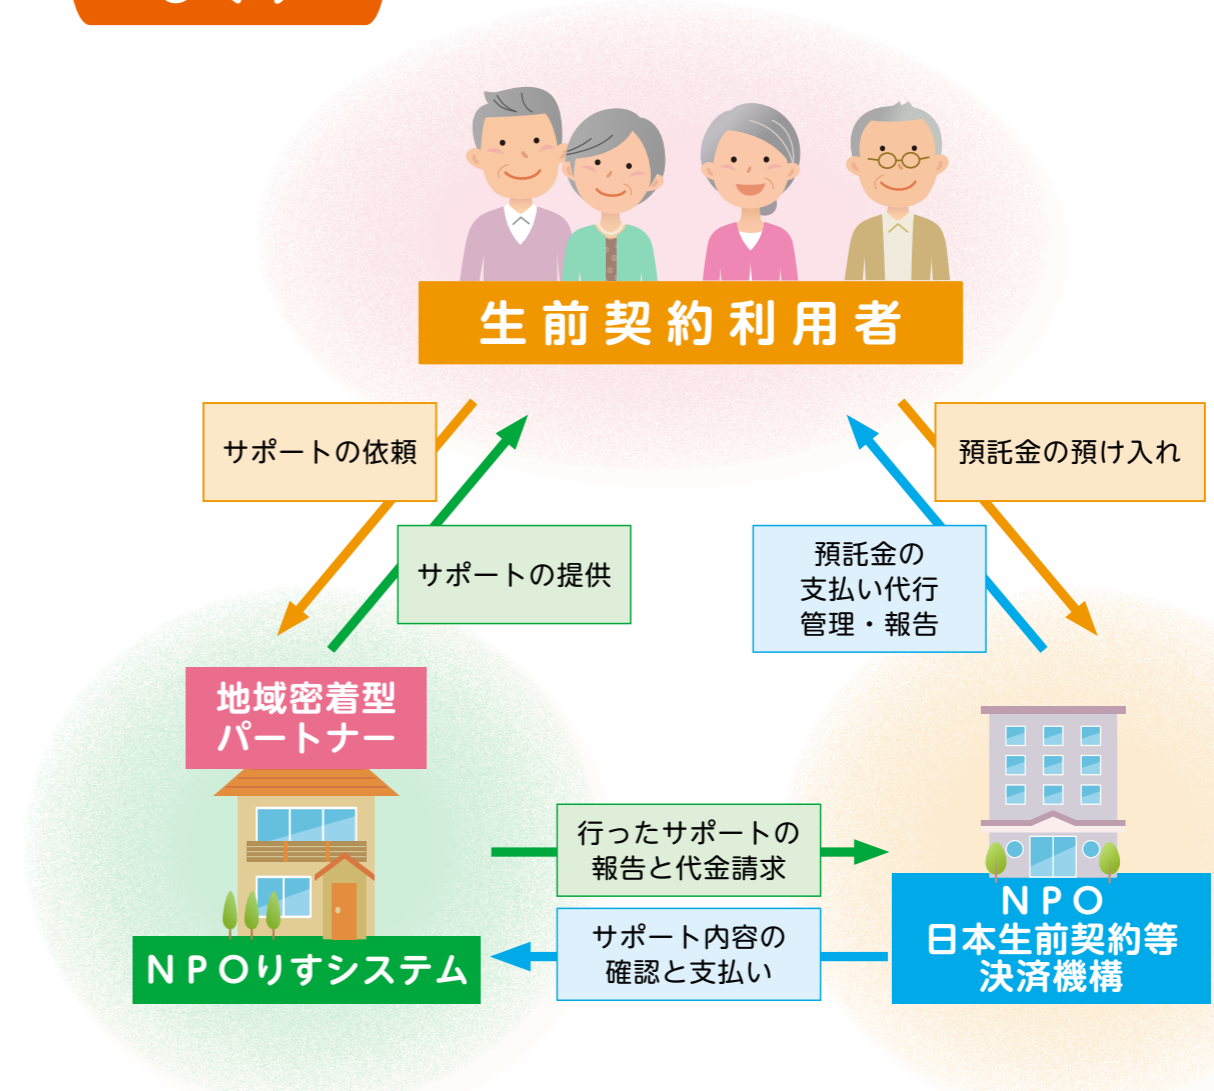 生前契約利用者
サポートの依頼
預託金の預け入れ
サポートの提供
預託金の
支払い代行
管理・報告
地域密着型
パートナー
行ったサポートの
報告と代金請求
サポート内容の
確認と支払い
ＮＰＯりすシステム
ＮＰＯ
日本生前契約等
決済機構